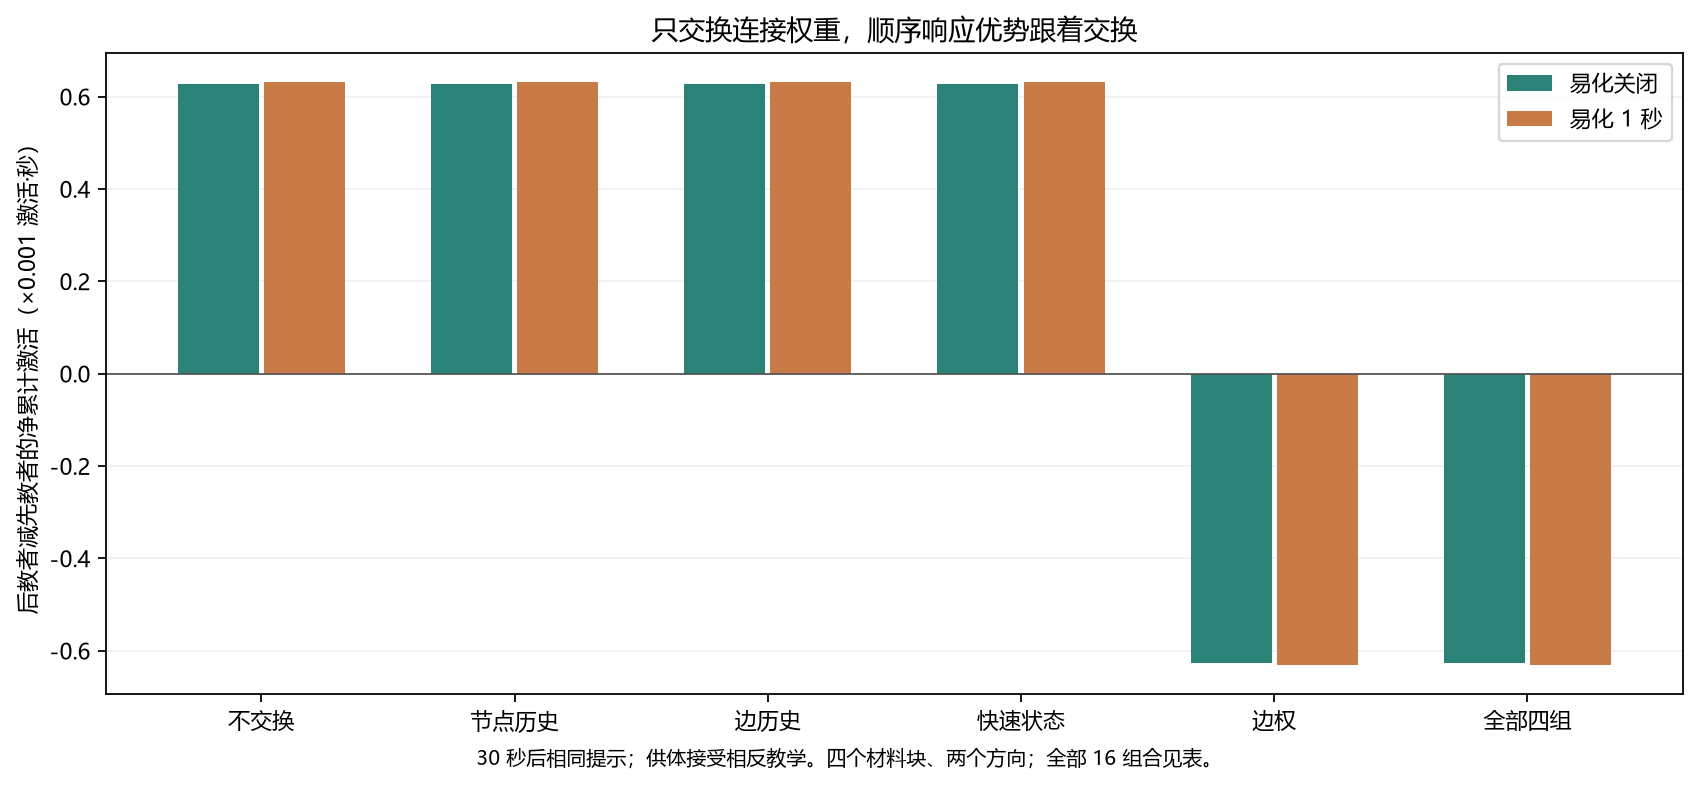 只交换连接权重，顺序响应优势跟着交换
易化关闭
易化 1 秒
后教者减先教者的净累计激活（×0.001 激活·秒）
0.6
0.4
0.2
0.0
-0.2
-0.4
-0.6
不交换 节点历史 边历史 快速状态 边权 全部四组
30 秒后相同提示；供体接受相反教学。四个材料块、两个方向；全部 16 组合见表。